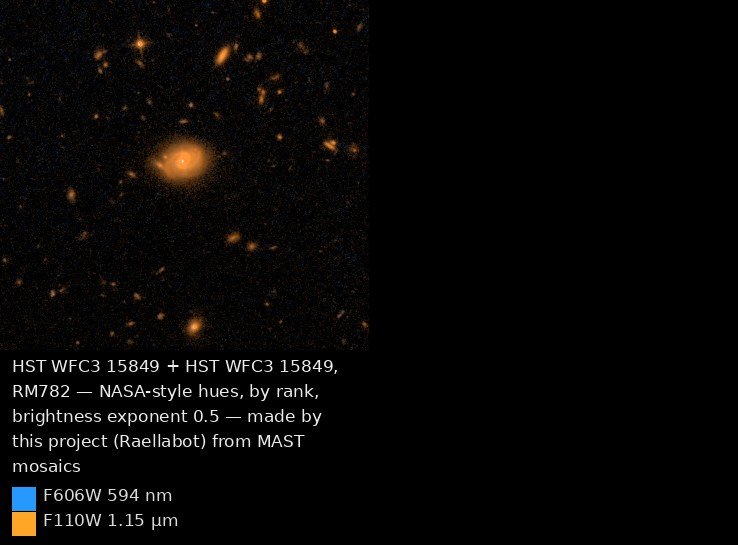 HST WFC3 15849 + HST WFC3 15849,
RM782 — NASA-style hues, by rank,
brightness exponent 0.5 — made by
this project (Raellabot) from MAST
mosaics
F606W 594 nm
F110W 1.15 µm